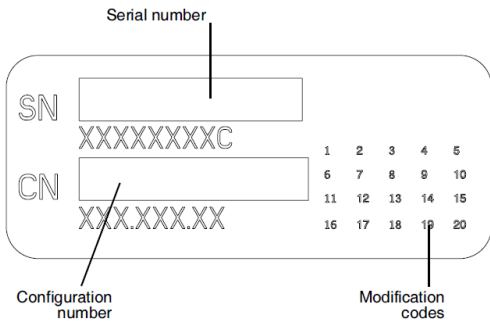 Serial number
SN
XXXXXXXXC
CN
XXX.XXX.XX
1 2 3 4 5
6 7 8 9 10
11 12 13 14 15
16 17 18 19 20
Configuration
number
Modification
codes